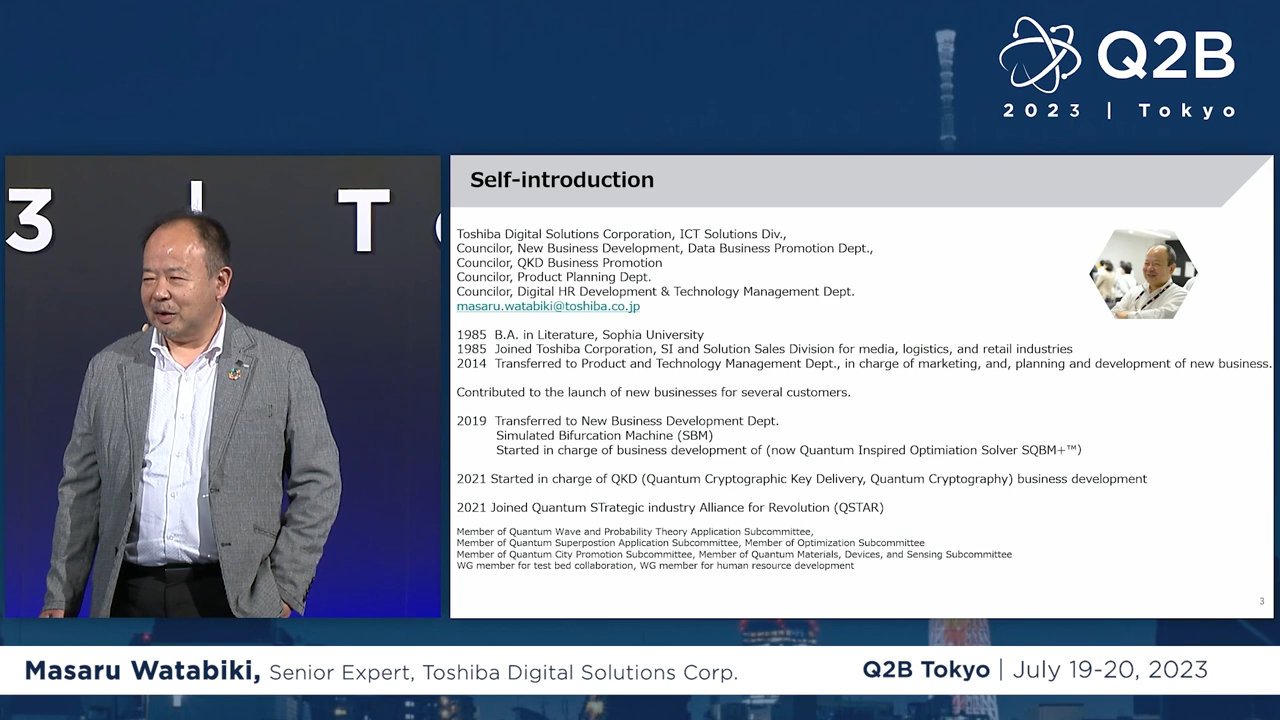 Q2B
2023 | Tokyo
3 | T
Self-introduction
Toshiba Digital Solutions Corporation, ICT Solutions Div.,
Councilor, New Business Development, Data Business Promotion Dept.,
Councilor, QKD Business Promotion
Councilor, Product Planning Dept.
Councilor, Digital HR Development & Technology Management Dept.
masaru.watabiki@toshiba.co.jp
1985 B.A. in Literature, Sophia University
1985 Joined Toshiba Corporation, SI and Solution Sales Division for media, logistics, and retail industries
2014 Transferred to Product and Technology Management Dept., in charge of marketing, and, planning and development of new business.
Contributed to the launch of new businesses for several customers.
2019 Transferred to New Business Development Dept.
Simulated Bifurcation Machine (SBM)
Started in charge of business development of (now Quantum Inspired Optimiation Solver SQBM+™)
2021 Started in charge of QKD (Quantum Cryptographic Key Delivery, Quantum Cryptography) business development
2021 Joined Quantum STrategic industry Alliance for Revolution (QSTAR)
Member of Quantum Wave and Probability Theory Application Subcommittee,
Member of Quantum Superpostion Application Subcommittee, Member of Optimization Subcommittee
Member of Quantum City Promotion Subcommittee, Member of Quantum Materials, Devices, and Sensing Subcommittee
WG member for test bed collaboration, WG member for human resource development
3
Masaru Watabiki, Senior Expert, Toshiba Digital Solutions Corp.
Q2B Tokyo | July 19-20, 2023